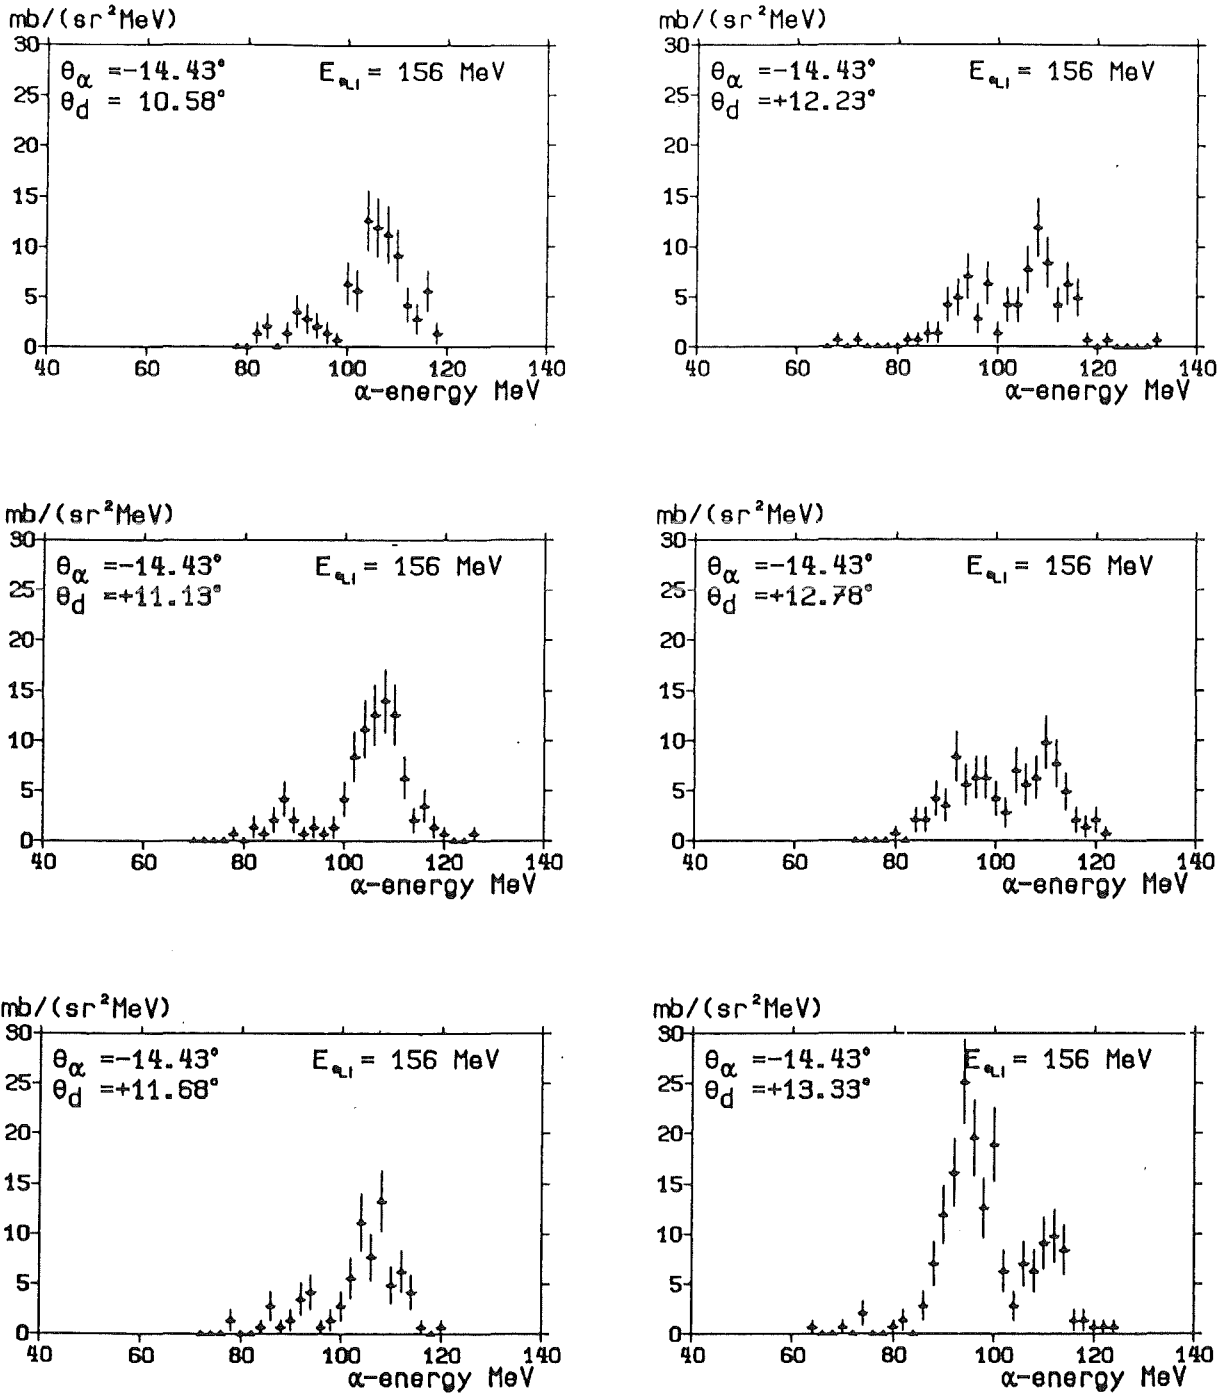 mb/(sr²MeV)
30
25
20
15
10
5
0
θα =-14.43°
θd = 10.58°
E₆Li = 156 MeV
40 60 80 100 120 140
α-energy MeV
mb/(sr²MeV)
30
25
20
15
10
5
0
θα =-14.43°
θd =+12.23°
E₆Li = 156 MeV
40 60 80 100 120 140
α-energy MeV
mb/(sr²MeV)
30
25
20
15
10
5
0
θα =-14.43°
θd =+11.13°
E₆Li = 156 MeV
40 60 80 100 120 140
α-energy MeV
mb/(sr²MeV)
30
25
20
15
10
5
0
θα =-14.43°
θd =+12.78°
E₆Li = 156 MeV
40 60 80 100 120 140
α-energy MeV
mb/(sr²MeV)
30
25
20
15
10
5
0
θα =-14.43°
θd =+11.68°
E₆Li = 156 MeV
40 60 80 100 120 140
α-energy MeV
mb/(sr²MeV)
30
25
20
15
10
5
0
θα =-14.43°
θd =+13.33°
E₆Li = 156 MeV
40 60 80 100 120 140
α-energy MeV